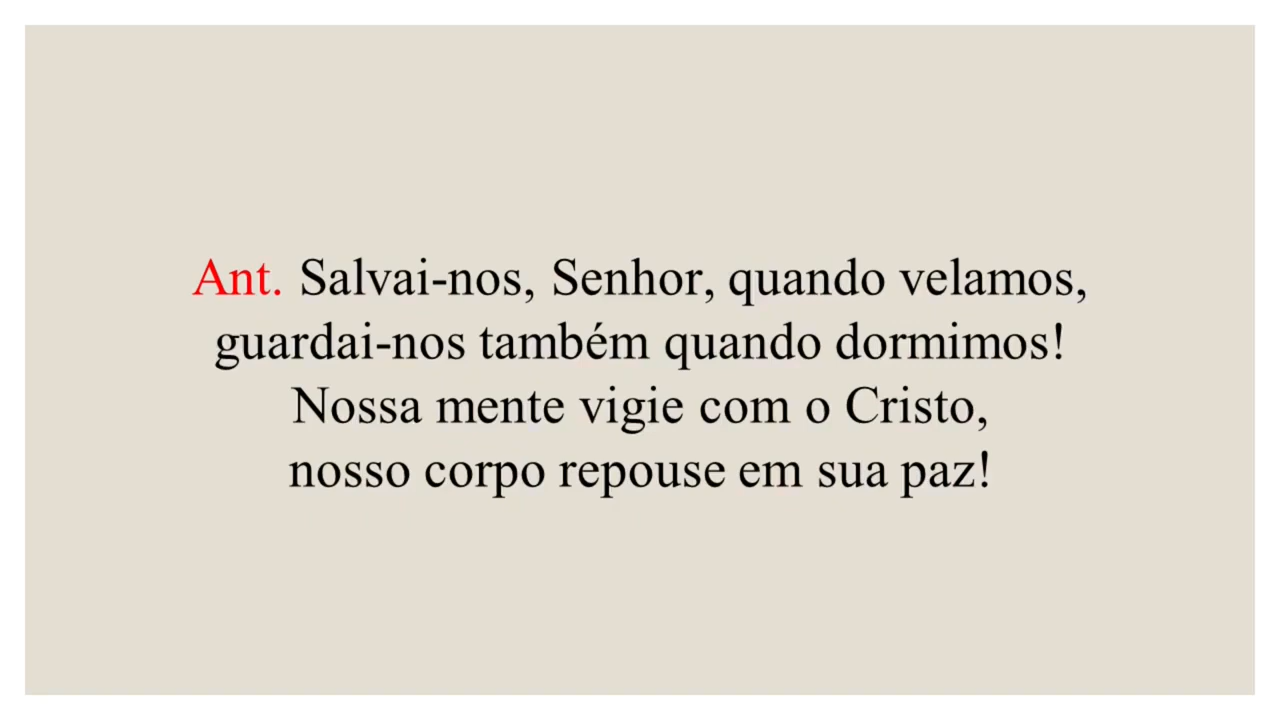 Ant. Salvai-nos, Senhor, quando velamos,
guardai-nos também quando dormimos!
Nossa mente vigie com o Cristo,
nosso corpo repouse em sua paz!